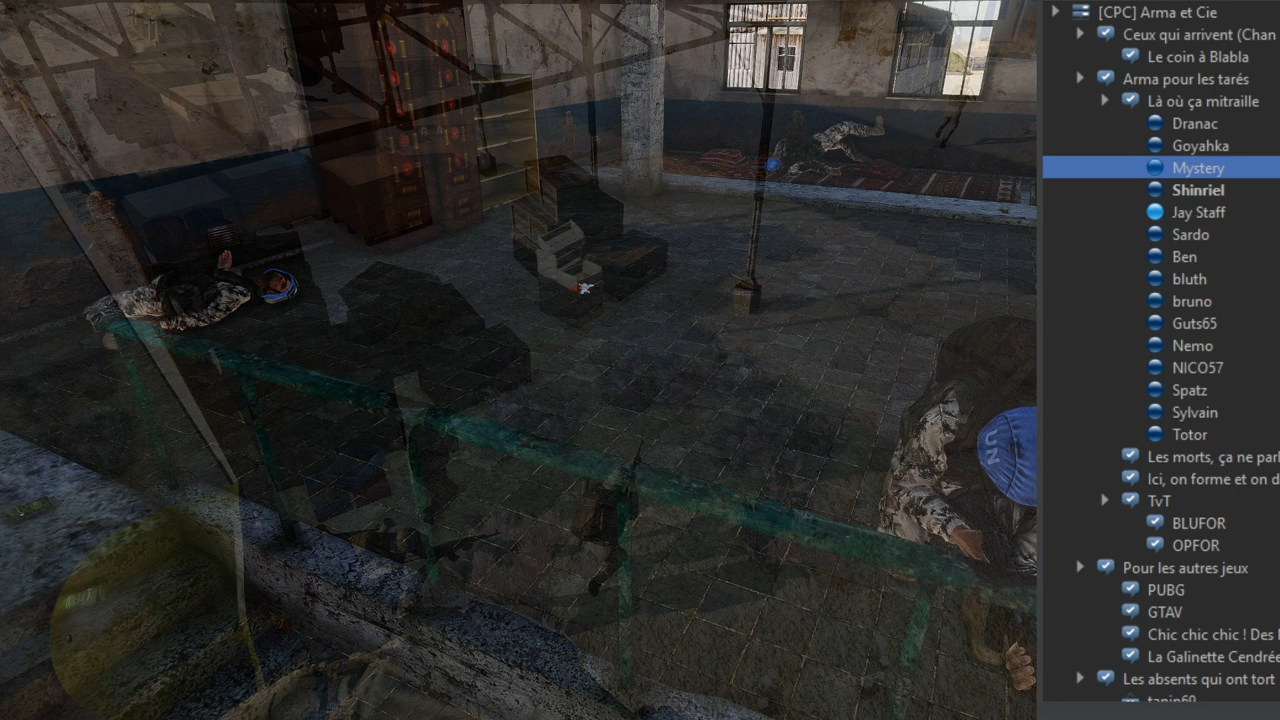 [CPC] Arma et Cie
Ceux qui arrivent (Chan
Le coin à Blabla
Arma pour les tarés
Là où ça mitraille
Dranac
Goyahka
Mystery
Shinriel
Jay Staff
Sardo
Ben
bluth
bruno
Guts65
Nemo
NICO57
Spatz
Sylvain
Totor
UN
Les morts, ça ne parl
Ici, on forme et on d
TvT
BLUFOR
OPFOR
Pour les autres jeux
PUBG
GTAV
Chic chic chic ! Des
La Galinette Cendrée
Les absents qui ont tort
tanin69